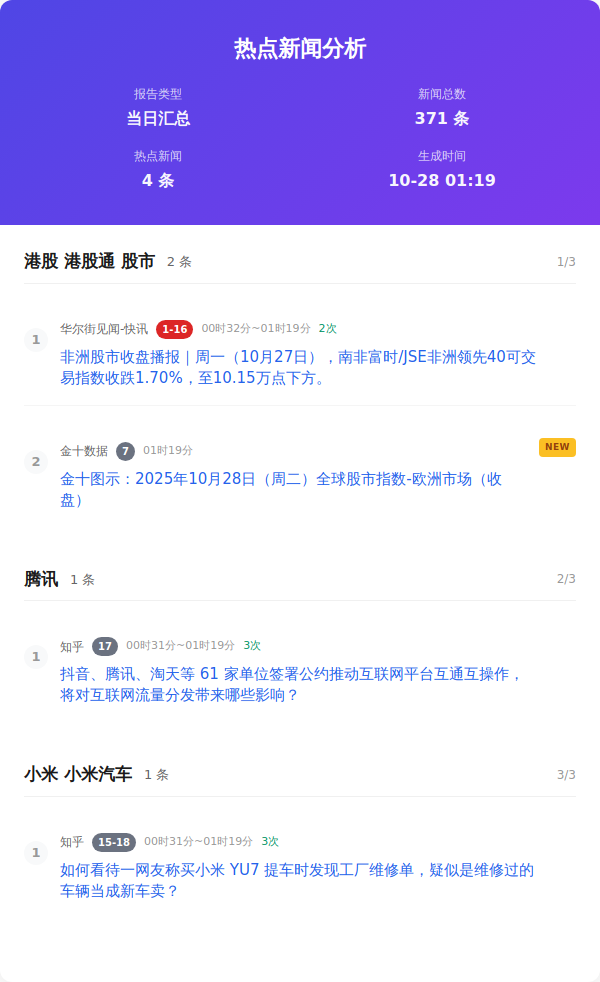 热点新闻分析
报告类型
新闻总数
当日汇总
371 条
热点新闻
生成时间
4 条
10-28 01:19
港股 港股通 股市 2 条 1/3
1 华尔街见闻-快讯 1-16 00时32分~01时19分 2次
非洲股市收盘播报｜周一（10月27日），南非富时/JSE非洲领先40可交
易指数收跌1.70%，至10.15万点下方。
2 金十数据 7 01时19分 NEW
金十图示：2025年10月28日（周二）全球股市指数-欧洲市场（收
盘）
腾讯 1 条 2/3
1 知乎 17 00时31分~01时19分 3次
抖音、腾讯、淘天等 61 家单位签署公约推动互联网平台互通互操作，
将对互联网流量分发带来哪些影响？
小米 小米汽车 1 条 3/3
1 知乎 15-18 00时31分~01时19分 3次
如何看待一网友称买小米 YU7 提车时发现工厂维修单，疑似是维修过的
车辆当成新车卖？